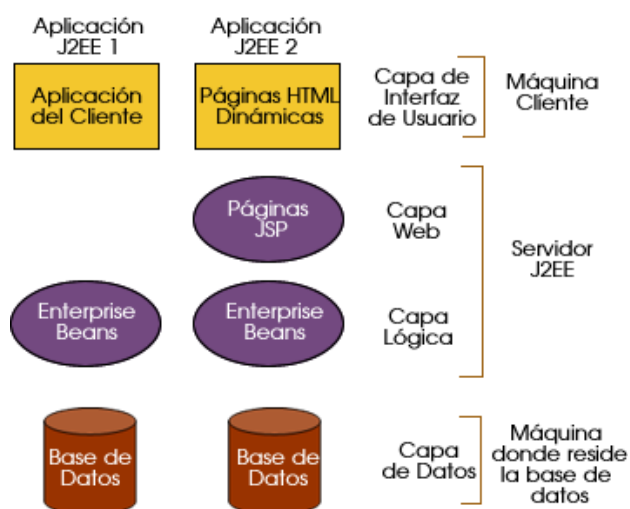 Aplicación
J2EE 1
Aplicación
J2EE 2
Aplicación
del Cliente
Páginas HTML
Dinámicas
Capa de
Interfaz
de Usuario
Máquina
Clíente
Páginas
JSP
Capa
Web
Servidor
J2EE
Enterprise
Beans
Enterprise
Beans
Capa
Lógica
Base de
Datos
Base de
Datos
Capa
de Datos
Máquina
donde reside
la base de
datos